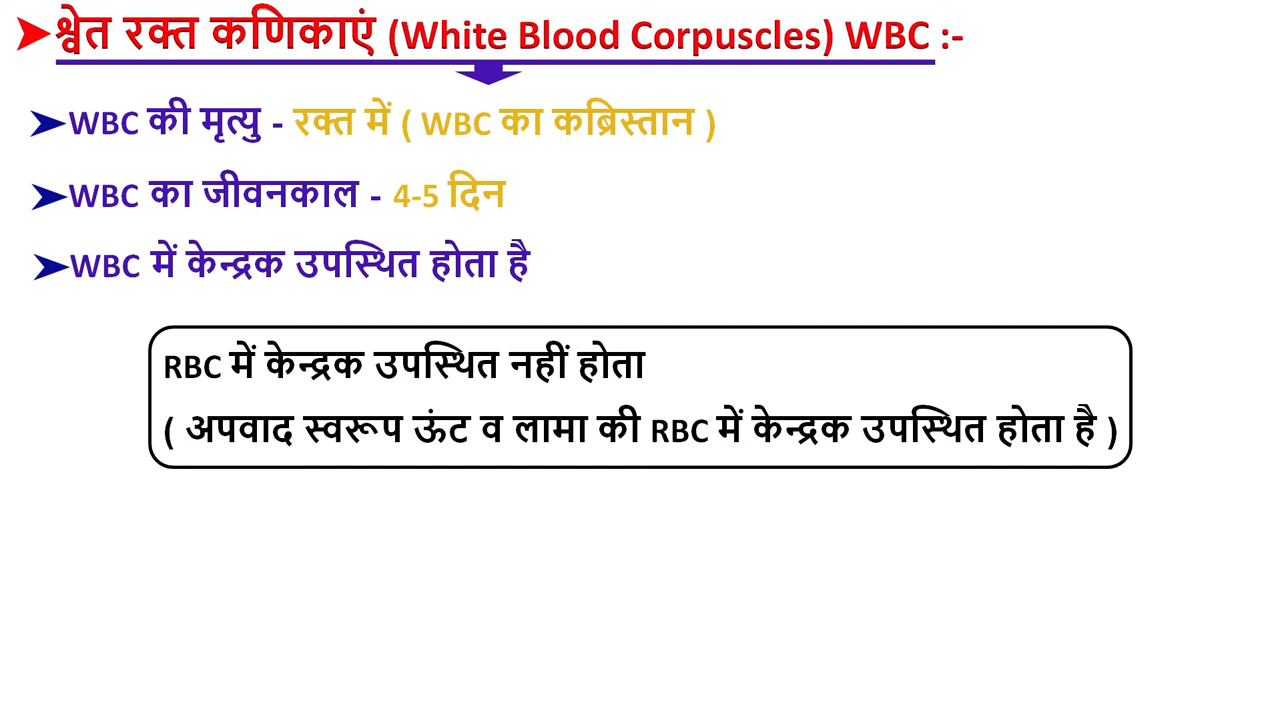 श्वेत रक्त कणिकाएं (White Blood Corpuscles) WBC :-
WBC की मृत्यु - रक्त में ( WBC का कब्रिस्तान )
WBC का जीवनकाल - 4-5 दिन
WBC में केन्द्रक उपस्थित होता है
RBC में केन्द्रक उपस्थित नहीं होता
( अपवाद स्वरूप ऊंट व लामा की RBC में केन्द्रक उपस्थित होता है )